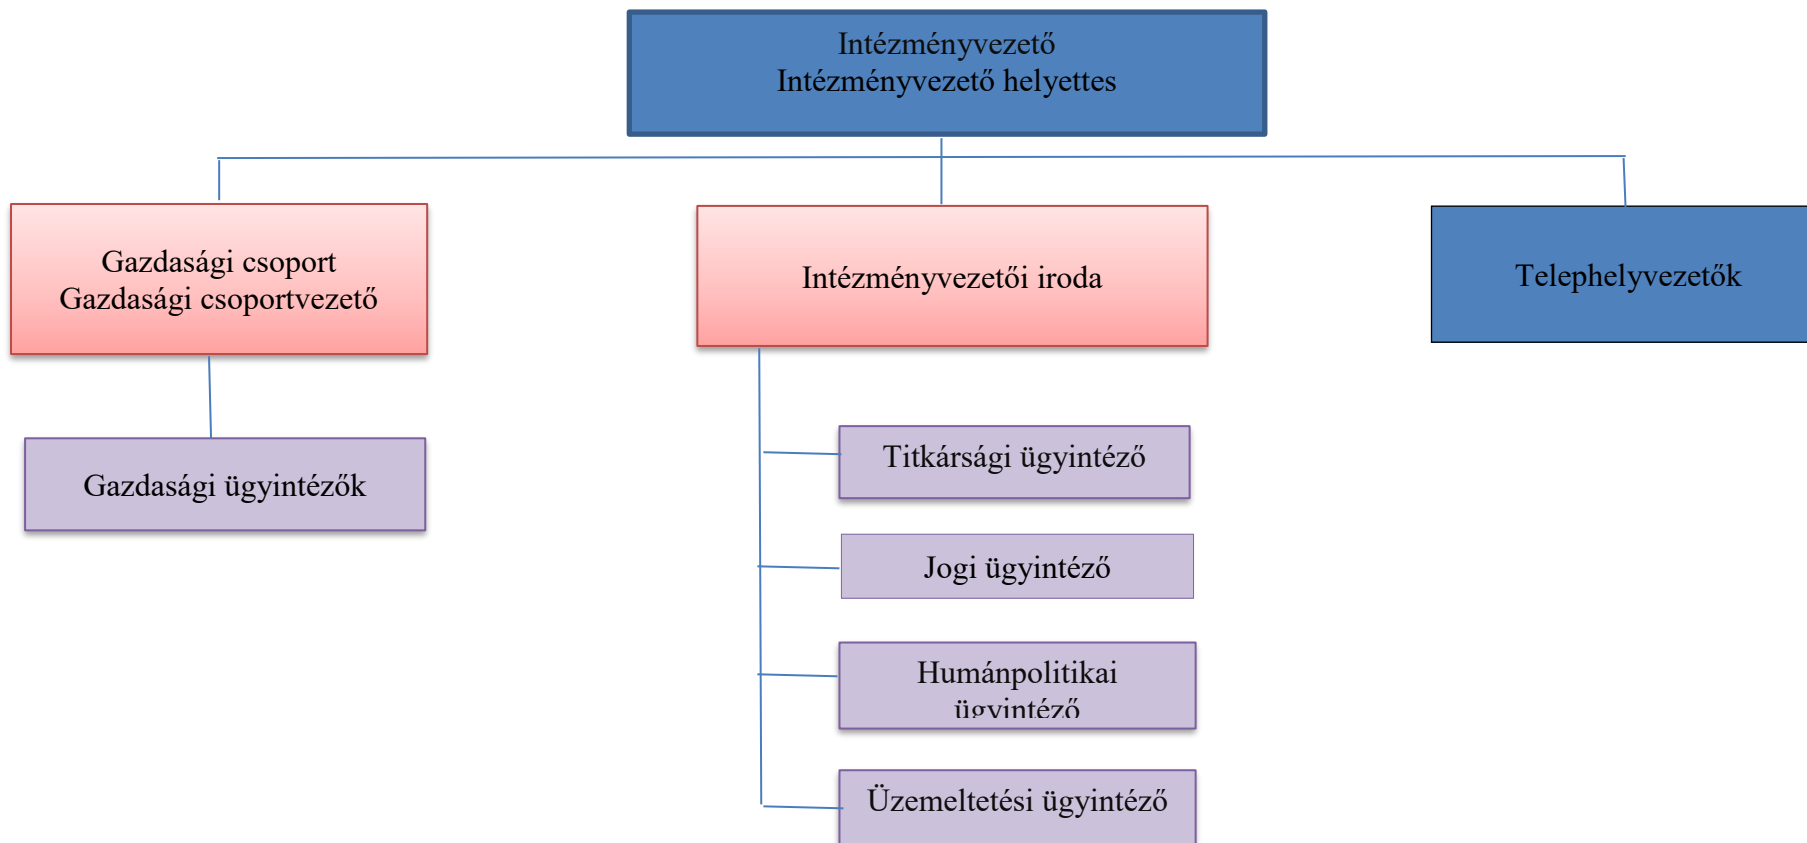 Intézményvezető
Intézményvezető helyettes
Gazdasági csoport
Gazdasági csoportvezető
Intézményvezetői iroda
Telephelyvezetők
Gazdasági ügyintézők
Titkársági ügyintéző
Jogi ügyintéző
Humánpolitikai
ügyintéző
Üzemeltetési ügyintéző